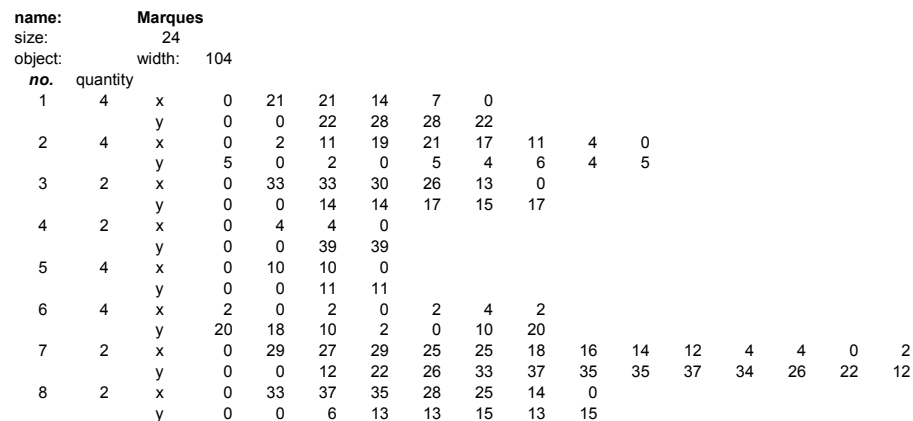 name: Marques
size: 24
object: width: 104
no. quantity
1 4 x 0 21 21 14 7 0
y 0 0 22 28 28 22
2 4 x 0 2 11 19 21 17 11 4 0
y 5 0 2 0 5 4 6 4 5
3 2 x 0 33 33 30 26 13 0
y 0 0 14 14 17 15 17
4 2 x 0 4 4 0
y 0 0 39 39
5 4 x 0 10 10 0
y 0 0 11 11
6 4 x 2 0 2 0 2 4 2
y 20 18 10 2 0 10 20
7 2 x 0 29 27 29 25 25 18 16 14 12 4 4 0 2
y 0 0 12 22 26 33 37 35 35 37 34 26 22 12
8 2 x 0 33 37 35 28 25 14 0
y 0 0 6 13 13 15 13 15